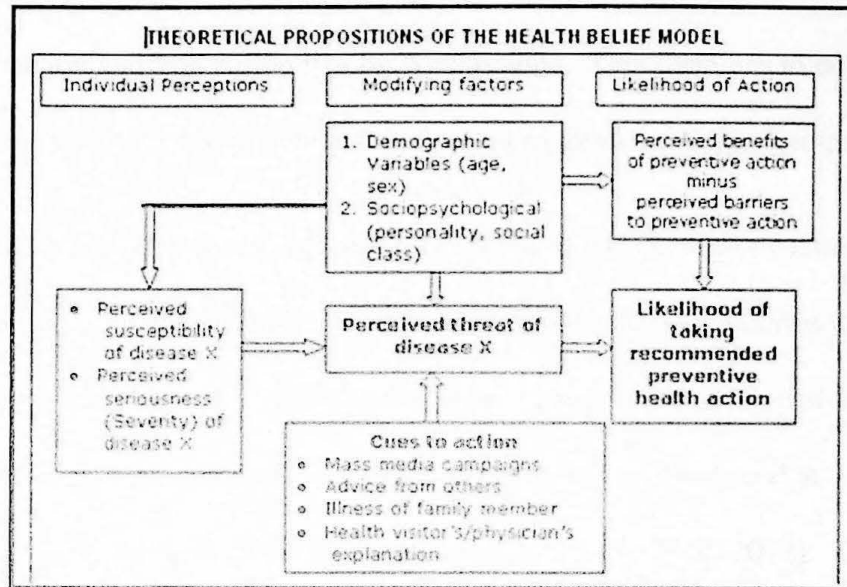 THEORETICAL PROPOSITIONS OF THE HEALTH BELIEF MODEL
Individual Perceptions
Modifying factors
Likelihood of Action
1. Demographic
Variables (age,
sex)
2. Sociopsychological
(personality, social
class)
Perceived benefits
of preventive action
minus
perceived barriers
to preventive action
Perceived
susceptibility
of disease X
Perceived
seriousness
(Severity) of
disease X
Perceived threat of
disease X
Likelihood of
taking
recommended
preventive
health action
Cues to action
Mass media campaigns
Advice from others
Illness of family member
Health visitor's/physician's
explanation